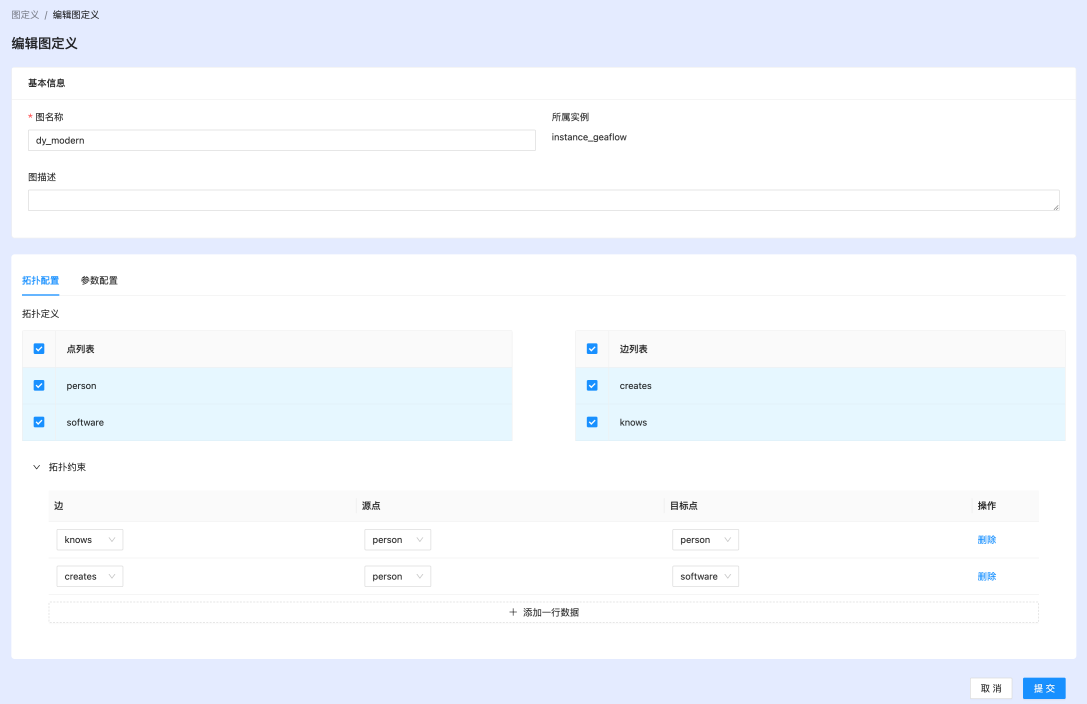 图定义 / 编辑图定义
编辑图定义
基本信息
* 图名称
所属实例
dy_modern
instance_geaflow
图描述
拓扑配置 参数配置
拓扑定义
点列表
边列表
person
creates
software
knows
拓扑约束
边 源点 目标点 操作
knows person person 删除
creates person software 删除
+ 添加一行数据
取 消 提 交